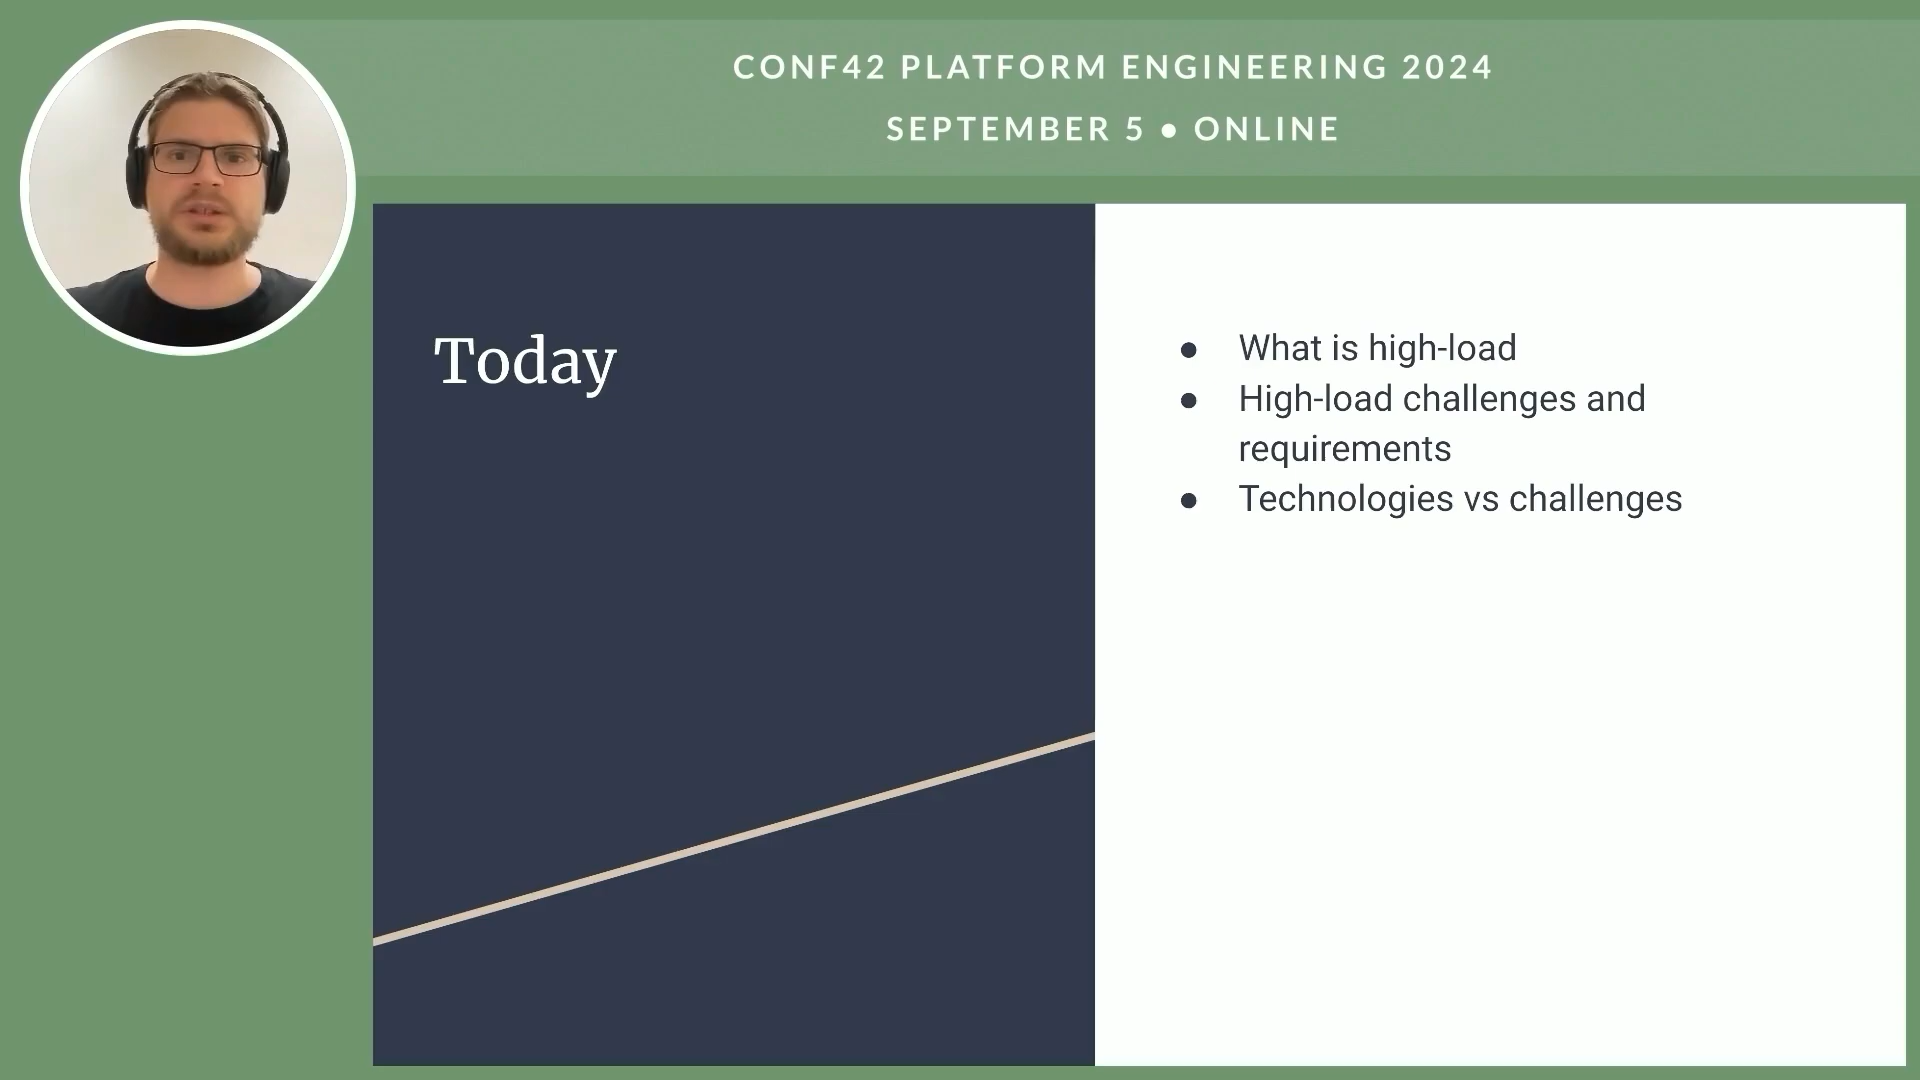 CONF42 PLATFORM ENGINEERING 2024
SEPTEMBER 5 ● ONLINE
Today
● What is high-load
● High-load challenges and
requirements
● Technologies vs challenges